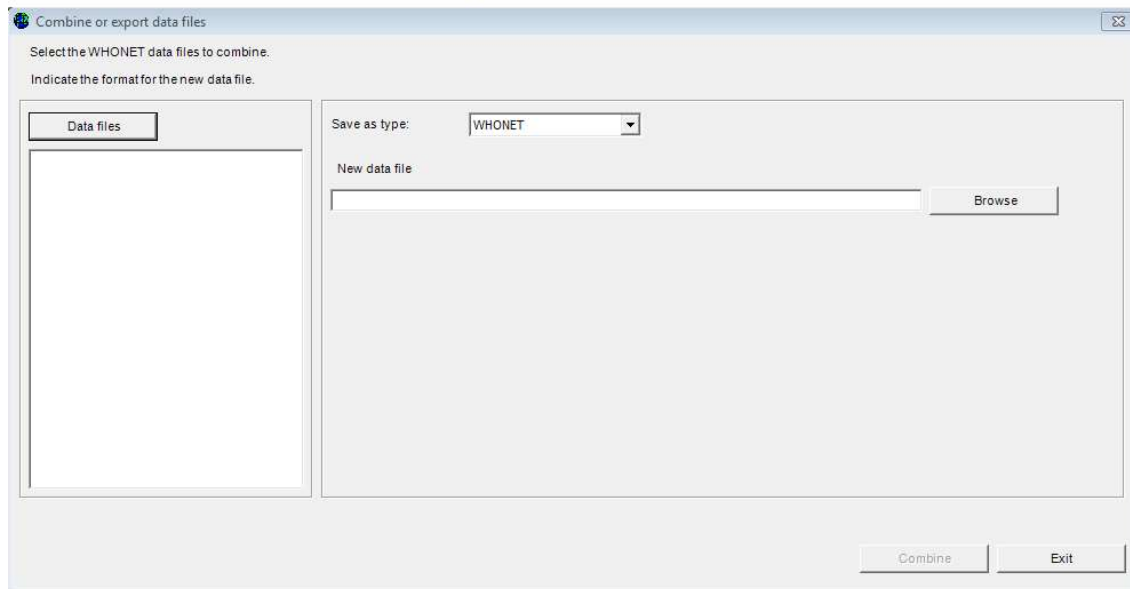 Combine or export data files
Select the WHONET data files to combine.
Indicate the format for the new data file.
Data files
Save as type:
WHONET
New data file
Browse
Combine
Exit